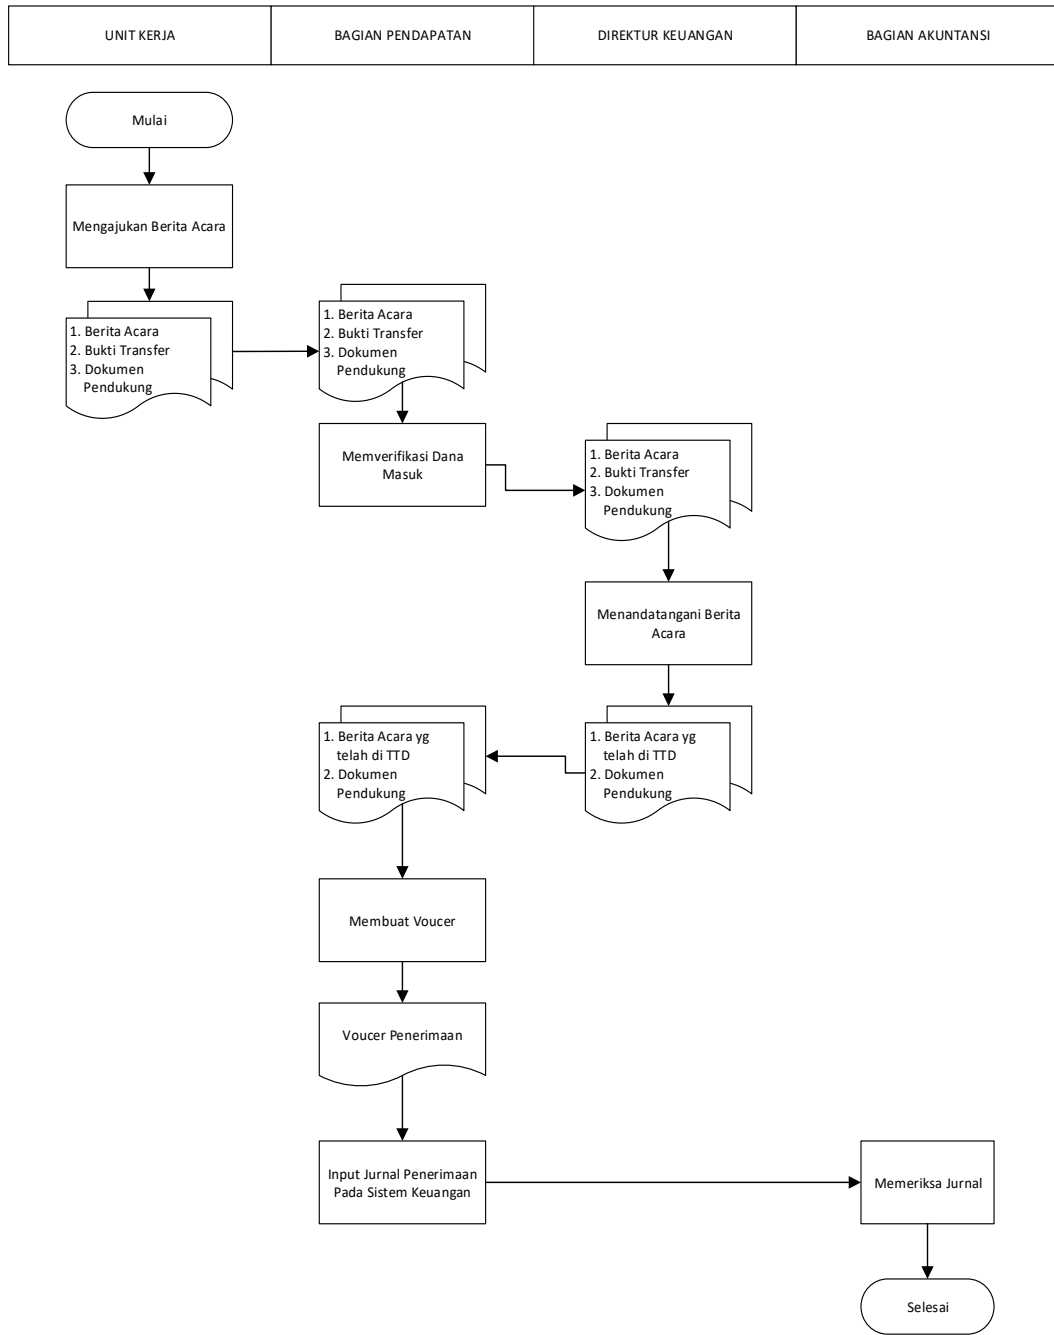 UNIT KERJA
BAGIAN PENDAPATAN
DIREKTUR KEUANGAN
BAGIAN AKUNTANSI
Mulai
Mengajukan Berita Acara
1. Berita Acara
2. Bukti Transfer
3. Dokumen
Pendukung
1. Berita Acara
2. Bukti Transfer
3. Dokumen
Pendukung
Memverifikasi Dana
Masuk
1. Berita Acara
2. Bukti Transfer
3. Dokumen
Pendukung
Menandatangani Berita
Acara
1. Berita Acara yg
telah di TTD
2. Dokumen
Pendukung
1. Berita Acara yg
telah di TTD
2. Dokumen
Pendukung
Membuat Voucer
Voucer Penerimaan
Input Jurnal Penerimaan
Pada Sistem Keuangan
Memeriksa Jurnal
Selesai